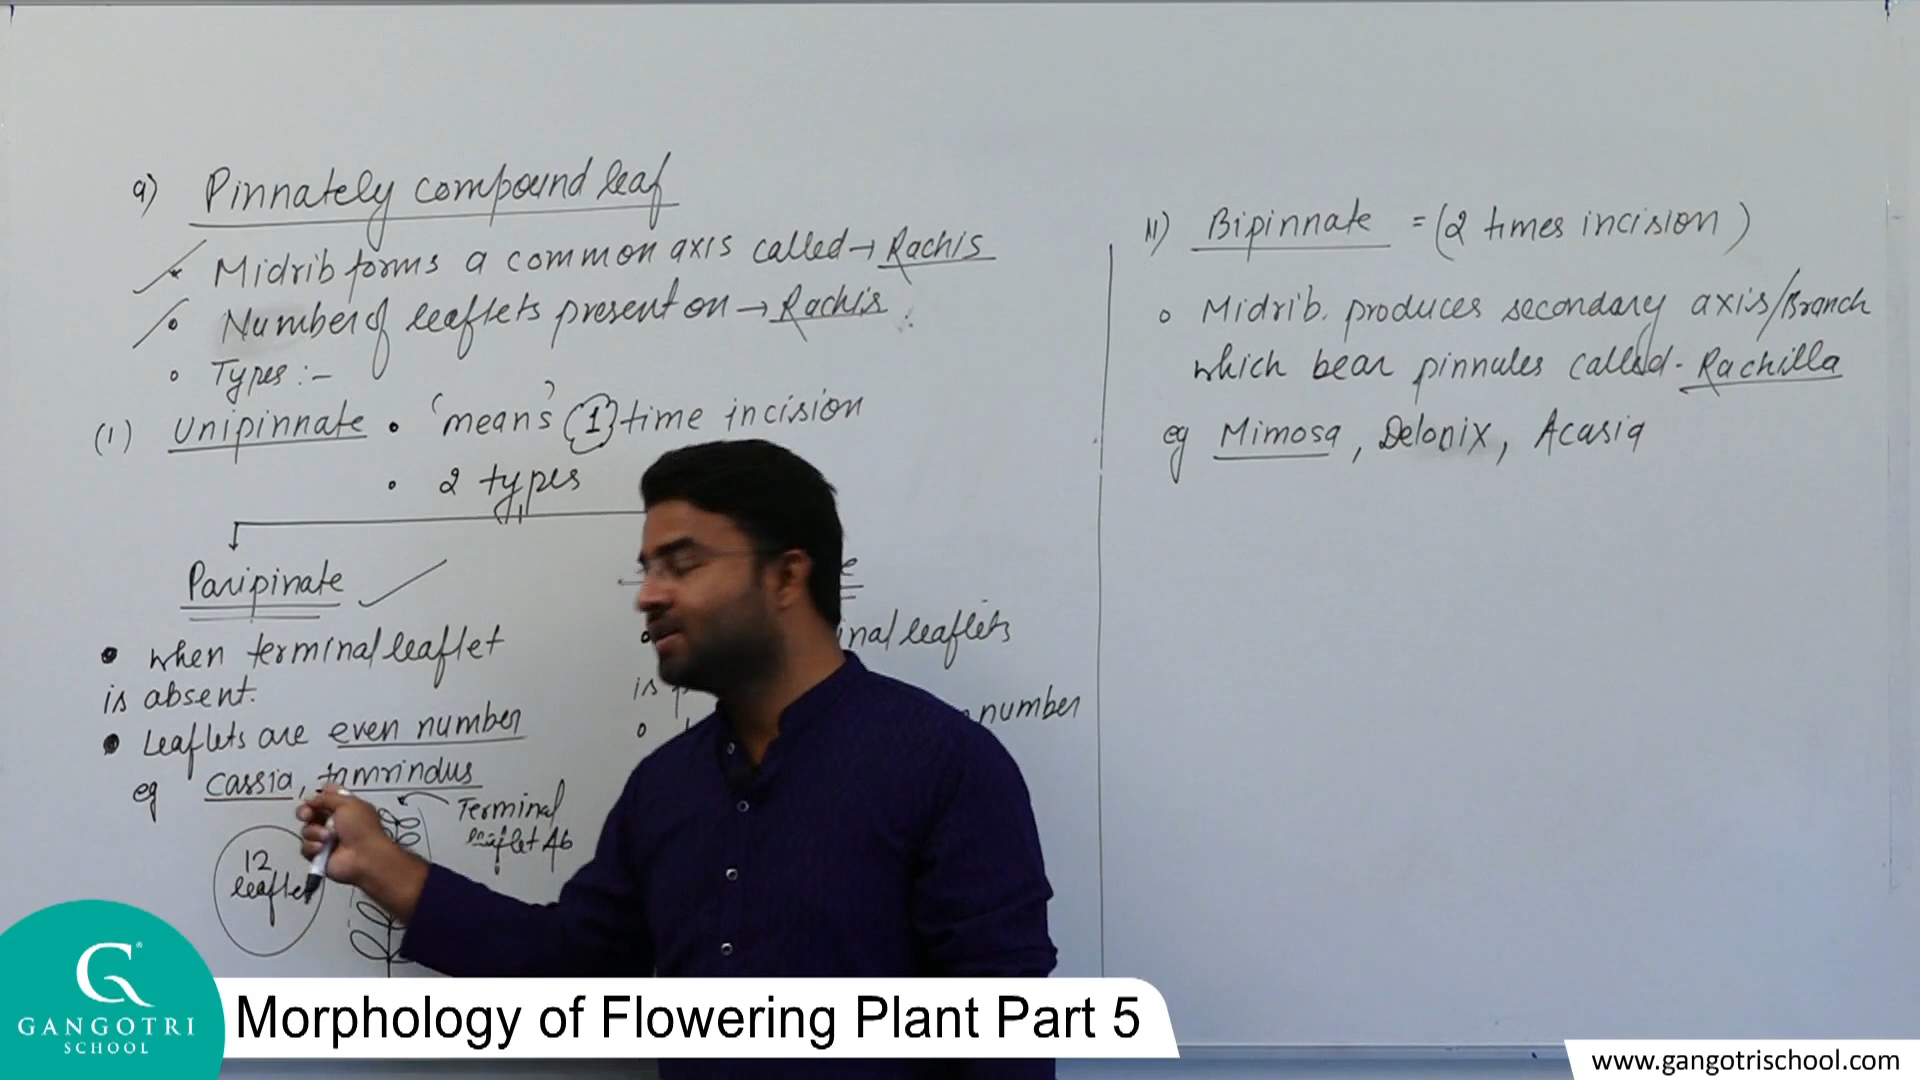 a) Pinnately compound leaf
* Midrib forms a common axis called → Rachis
• Number of leaflets present on → Rachis.
• Types :-
(1) Unipinnate • 'means' 1 time incision
• 2 types
Paripinate
• when terminal leaflet
is absent.
• Leaflets are even number
eg cassia, tamrindus
Terminal
leaflet Ab
12
leaflet
leaflets
is
number
II) Bipinnate = (2 times incision)
• Midrib. produces secondary axis/Branch
which bear pinnules called - Rachilla
eg Mimosa, Delonix, Acasia
G
GANGOTRI
SCHOOL
Morphology of Flowering Plant Part 5
www.gangotrischool.com